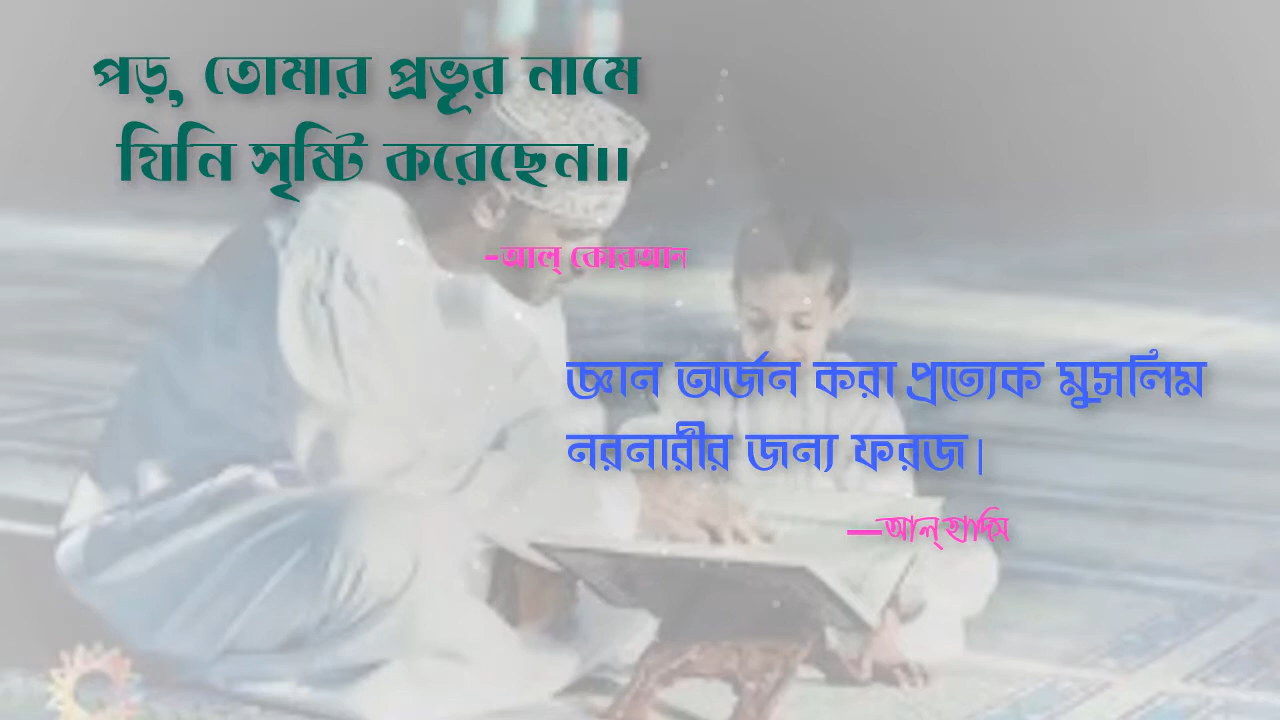 পড়, তোমার প্রভূর নামে
যিনি সৃষ্টি করেছেন।।
-আল্ কোরআন
জ্ঞান অর্জন করা প্রত্যেক মুসলিম
নরনারীর জন্য ফরজ।
—আল্ হাদিস